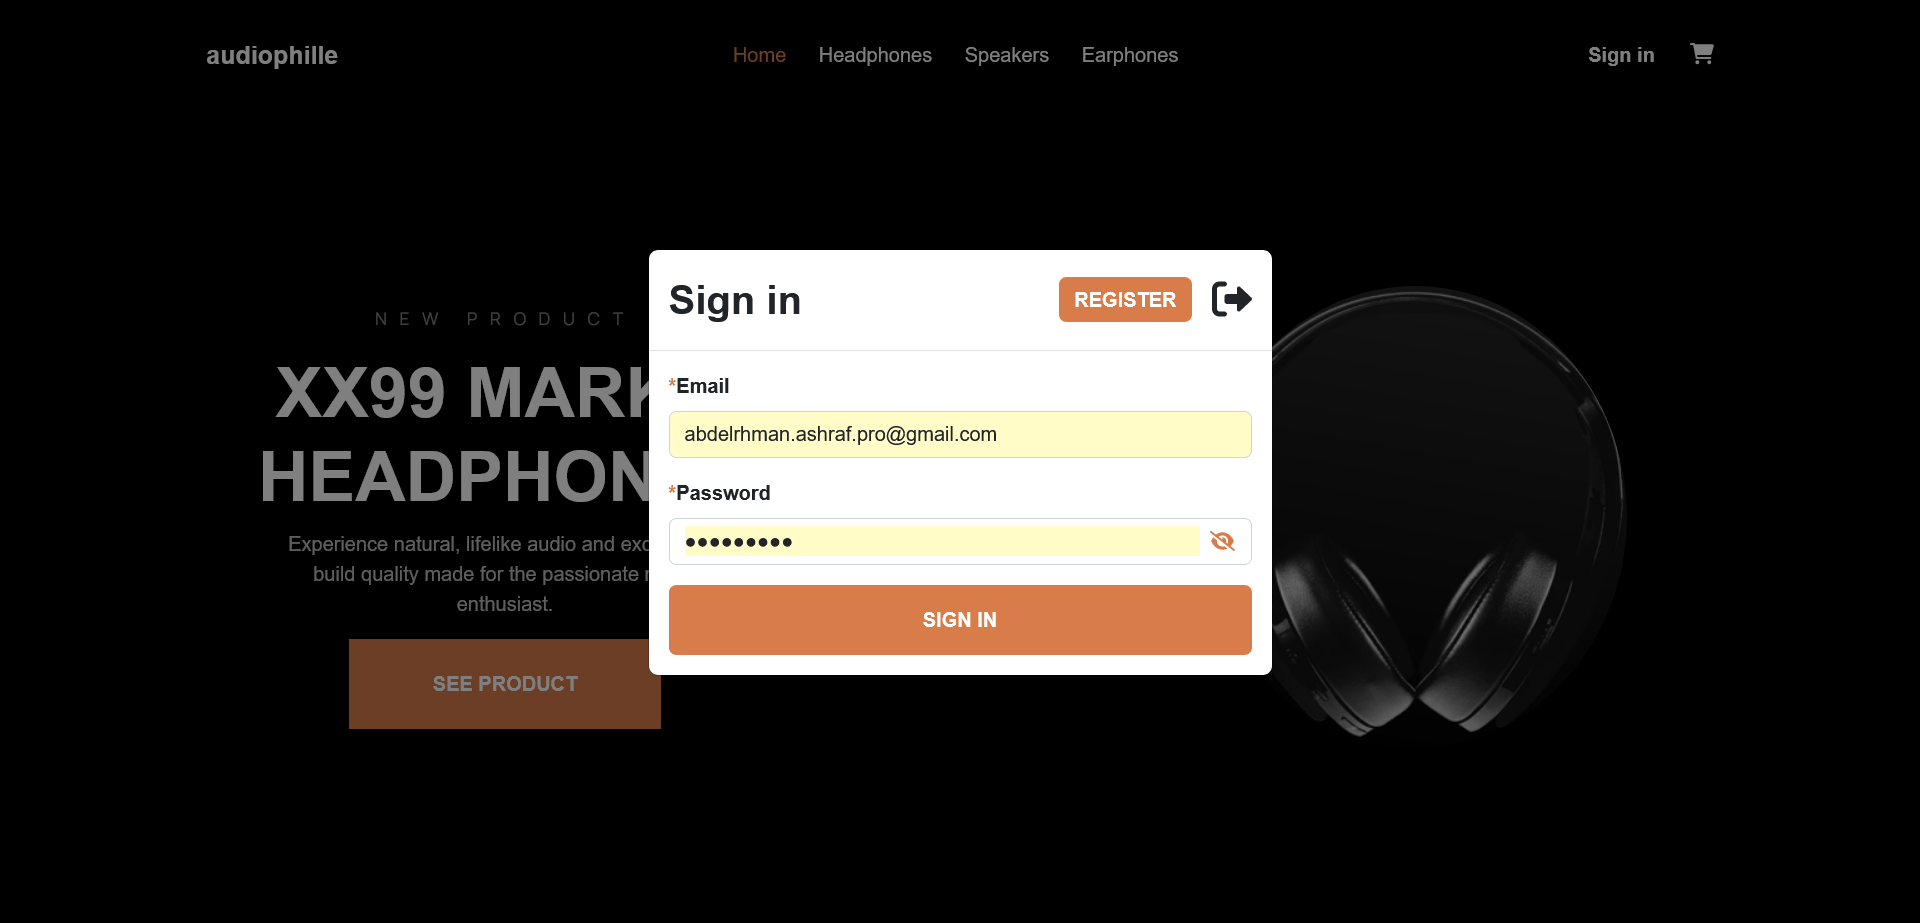 audiophille
Home Headphones Speakers Earphones
Sign in
NEW PRODUCT
XX99 MARK
HEADPHON
Experience natural, lifelike audio and exc
build quality made for the passionate
enthusiast.
SEE PRODUCT
Sign in
REGISTER
*Email
abdelrhman.ashraf.pro@gmail.com
*Password
●●●●●●●●●
SIGN IN